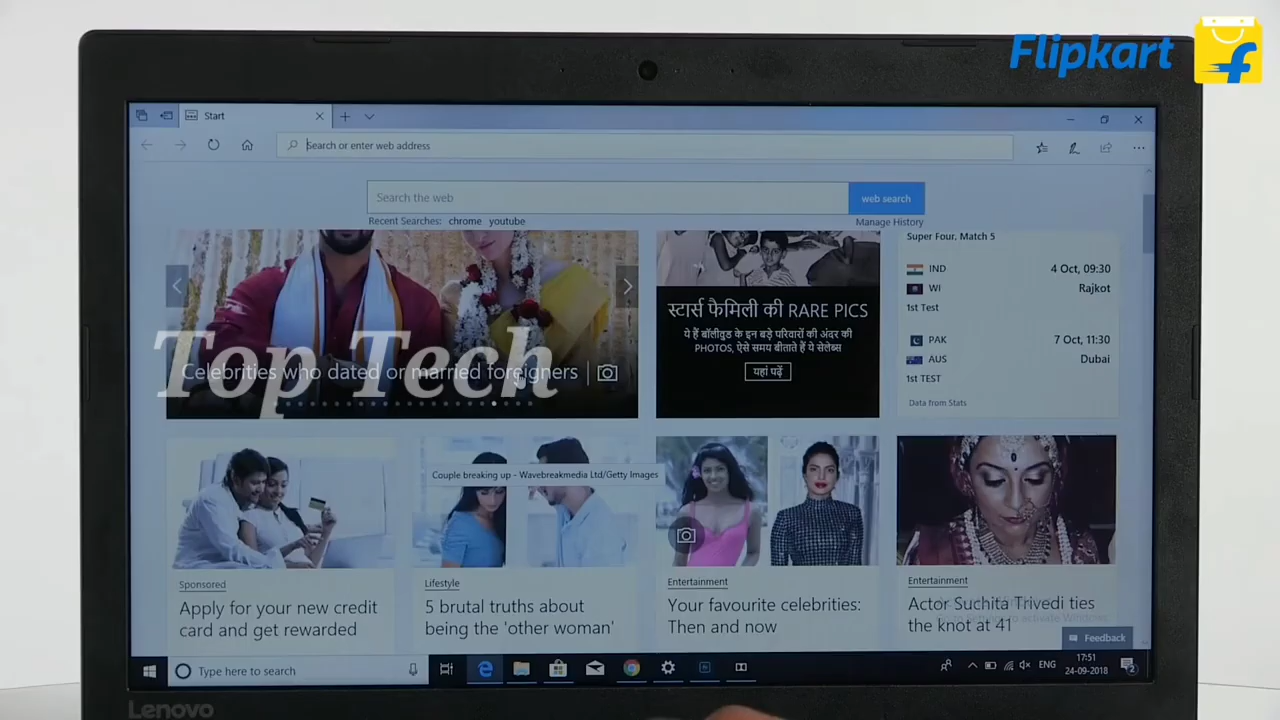 Flipkart
Start
Search or enter web address
Search the web
web search
Recent Searches: chrome youtube
Manage History
Super Four, Match 5
IND 4 Oct, 09:30
WI Rajkot
1st Test
PAK 7 Oct, 11:30
AUS Dubai
1st TEST
Data from Stats
स्टार्स फैमिली की RARE PICS
ये हैं बॉलीवुड के इन बड़े परिवारों की अंदर की
PHOTOS, ऐसे समय बीताते हैं ये सेलेब्स
यहां पढ़ें
Top Tech
Celebrities who dated or married foreigners
Couple breaking up - Wavebreakmedia Ltd/Getty Images
Sponsored
Apply for your new credit
card and get rewarded
Lifestyle
5 brutal truths about
being the 'other woman'
Entertainment
Your favourite celebrities:
Then and now
Entertainment
Actor Suchita Trivedi ties
the knot at 41
to activate Windows.
Feedback
Type here to search
ENG
17:51
24-09-2018
2
Lenovo